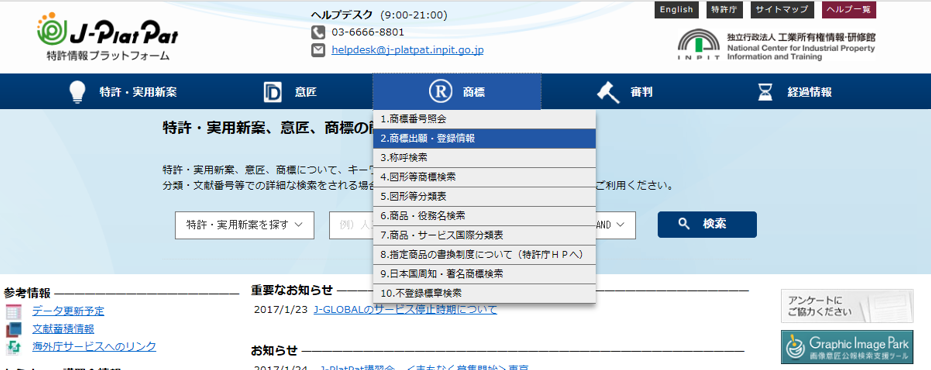 J-PlatPat
特許情報プラットフォーム
ヘルプデスク (9:00-21:00)
03-6666-8801
helpdesk@j-platpat.inpit.go.jp
English 特許庁 サイトマップ ヘルプ一覧
INPIT
独立行政法人 工業所有権情報・研修館
National Center for Industrial Property
Information and Training
特許・実用新案 意匠 商標 審判 経過情報
1.商標番号照会
2.商標出願・登録情報
3.称呼検索
4.図形等商標検索
5.図形等分類表
6.商品・役務名検索
7.商品・サービス国際分類表
8.指定商品の書換制度について(特許庁HPへ)
9.日本国周知・著名商標検索
10.不登録標章検索
特許・実用新案、意匠、商標の
特許・実用新案、意匠、商標について、キー
分類・文献番号等での詳細な検索をされる場合 ご利用ください。
特許・実用新案を探す 例) AND 検索
参考情報
データ更新予定
文献蓄積情報
海外庁サービスへのリンク
重要なお知らせ
2017/1/23 J-GLOBALのサービス停止時期について
お知らせ
2017/1/24 J-PlatPat講習会 <まもなく募集開始>東京
アンケートに
ご協力ください
Graphic Image Park
画像意匠公報検索支援ツール